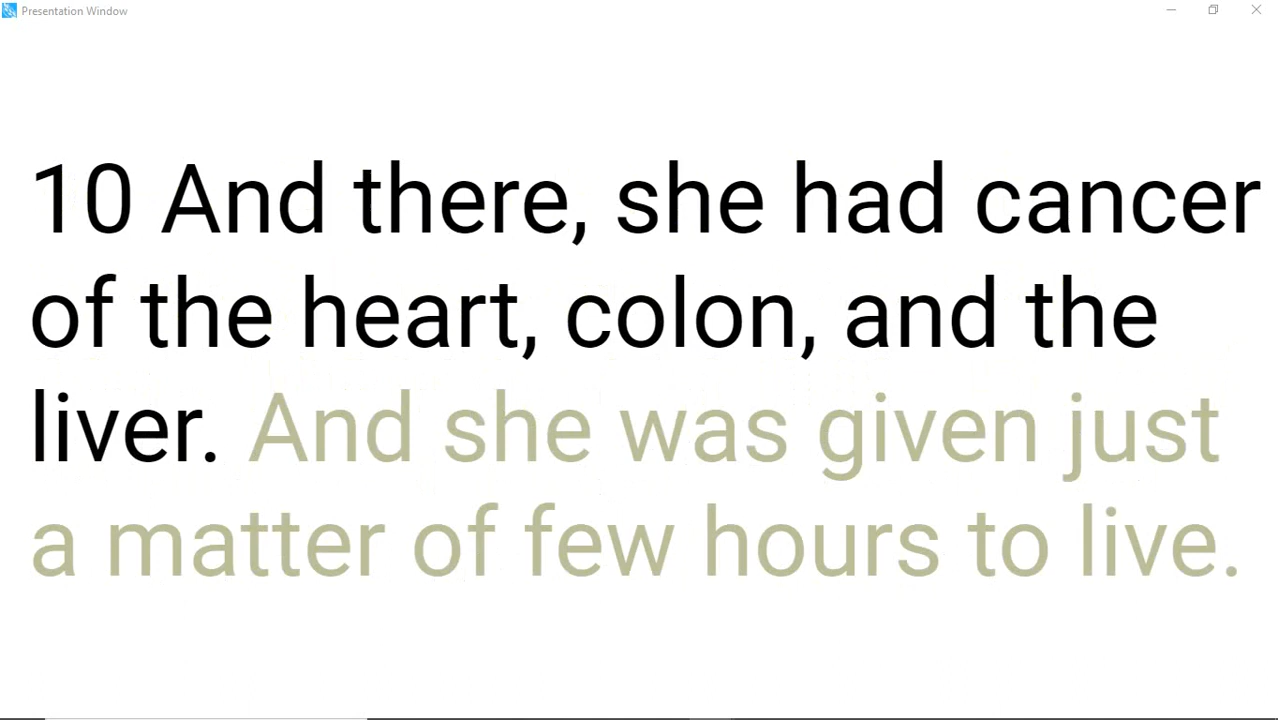 Presentation Window
10 And there, she had cancer
of the heart, colon, and the
liver. And she was given just
a matter of few hours to live.